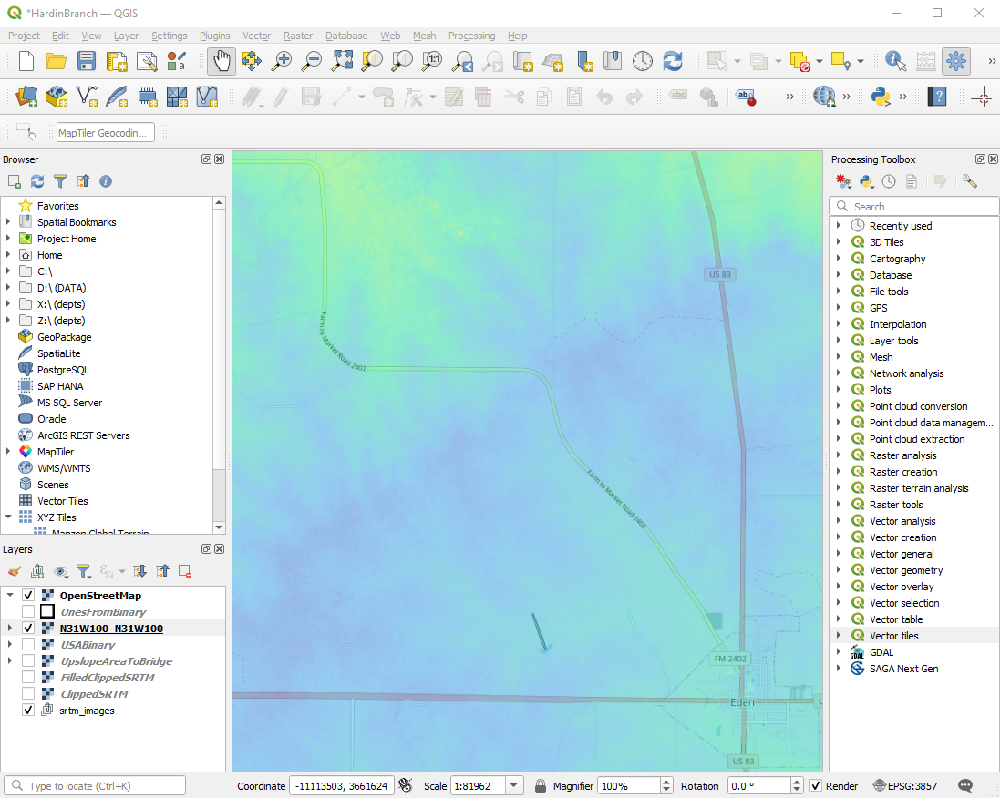 *HardinBranch — QGIS
Project Edit View Layer Settings Plugins Vector Raster Database Web Mesh Processing Help
MapTiler Geocodin...
Browser
Favorites
Spatial Bookmarks
Project Home
Home
C:\
D:\ (DATA)
X:\ (depts)
Z:\ (depts)
GeoPackage
SpatiaLite
PostgreSQL
SAP HANA
MS SQL Server
Oracle
ArcGIS REST Servers
MapTiler
WMS/WMTS
Scenes
Vector Tiles
XYZ Tiles
Mapzen Global Terrain
Layers
OpenStreetMap
OnesFromBinary
N31W100_N31W100
USABinary
UpslopeAreaToBridge
FilledClippedSRTM
ClippedSRTM
srtm_images
US 83
Farm to Market Road 2402
Farm to Market Road 2402
FM 2402
Eden
US 83
Processing Toolbox
Search...
Recently used
3D Tiles
Cartography
Database
File tools
GPS
Interpolation
Layer tools
Mesh
Network analysis
Plots
Point cloud conversion
Point cloud data managem...
Point cloud extraction
Raster analysis
Raster creation
Raster terrain analysis
Raster tools
Vector analysis
Vector creation
Vector general
Vector geometry
Vector overlay
Vector selection
Vector table
Vector tiles
GDAL
SAGA Next Gen
Type to locate (Ctrl+K) Coordinate -11113503, 3661624 Scale 1:81962 Magnifier 100% Rotation 0.0 ° Render EPSG:3857